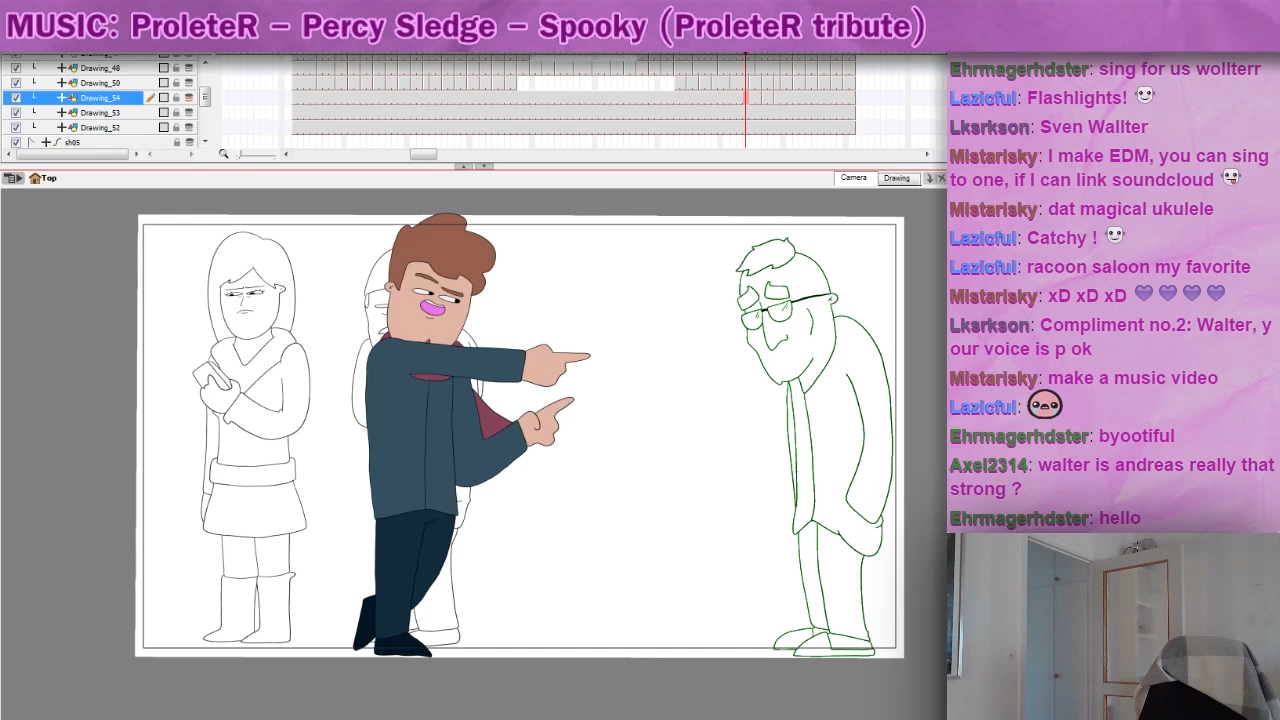 MUSIC: ProleteR – Percy Sledge – Spooky (ProleteR tribute)
Drawing_48
Drawing_50
Drawing_54
Drawing_53
Drawing_52
sh05
Top
Camera
Drawing
Ehrmagerhdster: sing for us wollterr
Lazicful: Flashlights!
Lksrkson: Sven Wallter
Mistarisky: I make EDM, you can sing
to one, if I can link soundcloud
Mistarisky: dat magical ukulele
Lazicful: Catchy !
Lazicful: racoon saloon my favorite
Mistarisky: xD xD xD
Lksrkson: Compliment no.2: Walter, y
our voice is p ok
Mistarisky: make a music video
Lazicful:
Ehrmagerhdster: byootiful
Axel2314: walter is andreas really that
strong ?
Ehrmagerhdster: hello